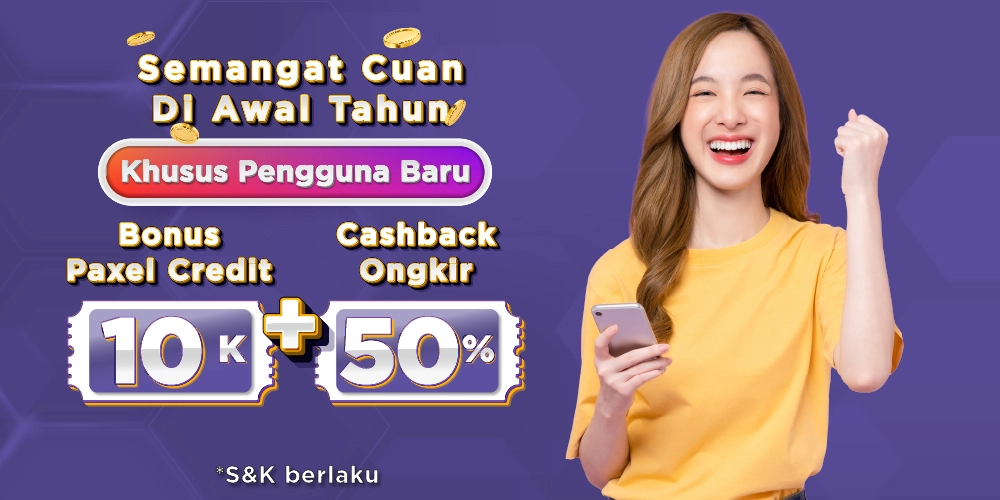 Semangat Cuan
Di Awal Tahun
Khusus Pengguna Baru
Bonus
Paxel Credit
10 K
+
Cashback
Ongkir
50%
*S&K berlaku